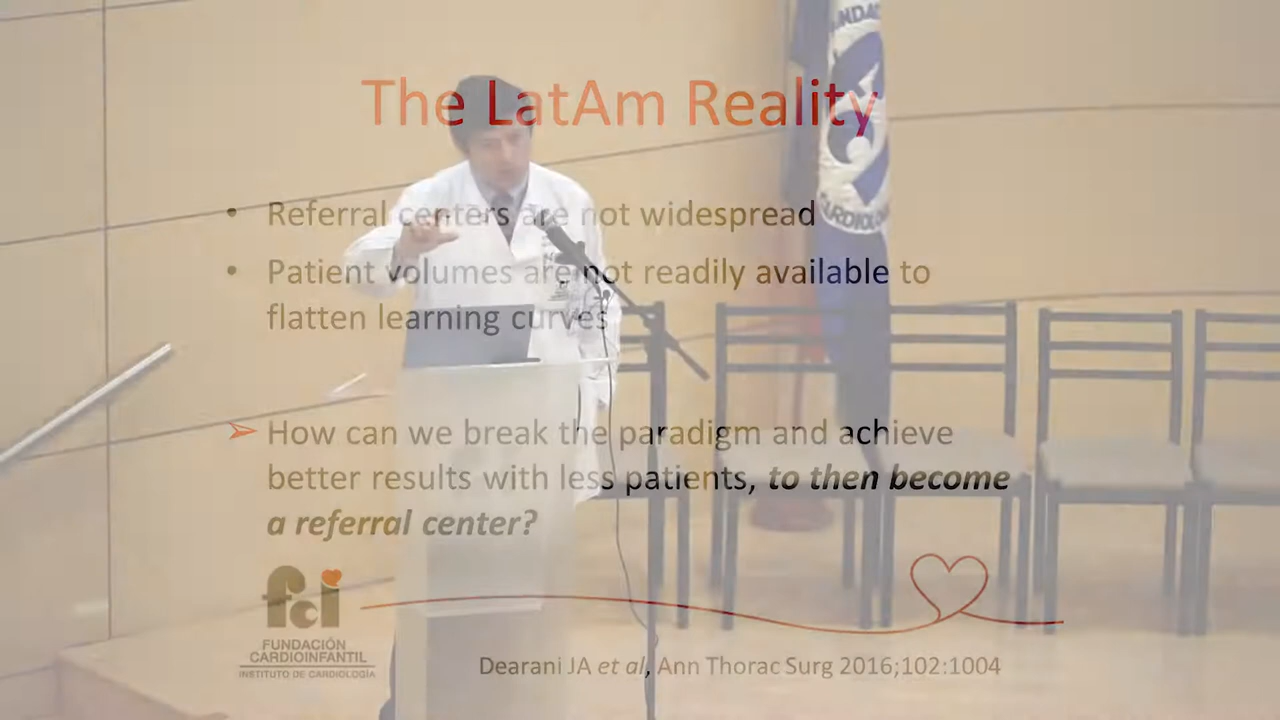 The LatAm Reality
• Referral centers are not widespread
• Patient volumes are not readily available to
flatten learning curves
➢ How can we break the paradigm and achieve
better results with less patients, to then become
a referral center?
fci
FUNDACIÓN
CARDIOINFANTIL
INSTITUTO DE CARDIOLOGÍA
Dearani JA et al, Ann Thorac Surg 2016;102:1004